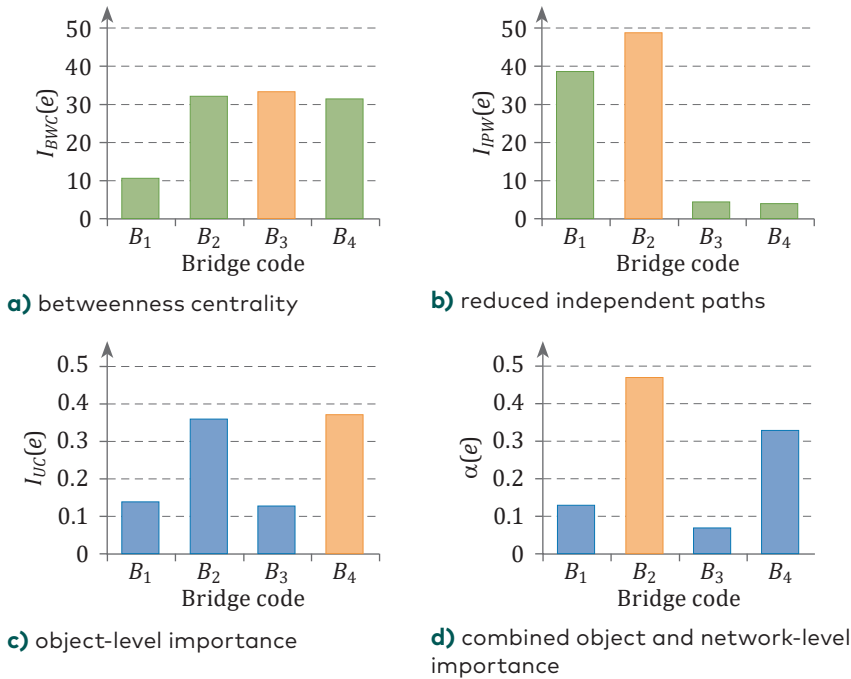 50
40
30
20
10
0
I_BWC(e)
B1 B2 B3 B4
Bridge code
a) betweenness centrality
50
40
30
20
10
0
I_IPW(e)
B1 B2 B3 B4
Bridge code
b) reduced independent paths
0.5
0.4
0.3
0.2
0.1
0
I_UC(e)
B1 B2 B3 B4
Bridge code
c) object-level importance
0.5
0.4
0.3
0.2
0.1
0
α(e)
B1 B2 B3 B4
Bridge code
d) combined object and network-level
importance